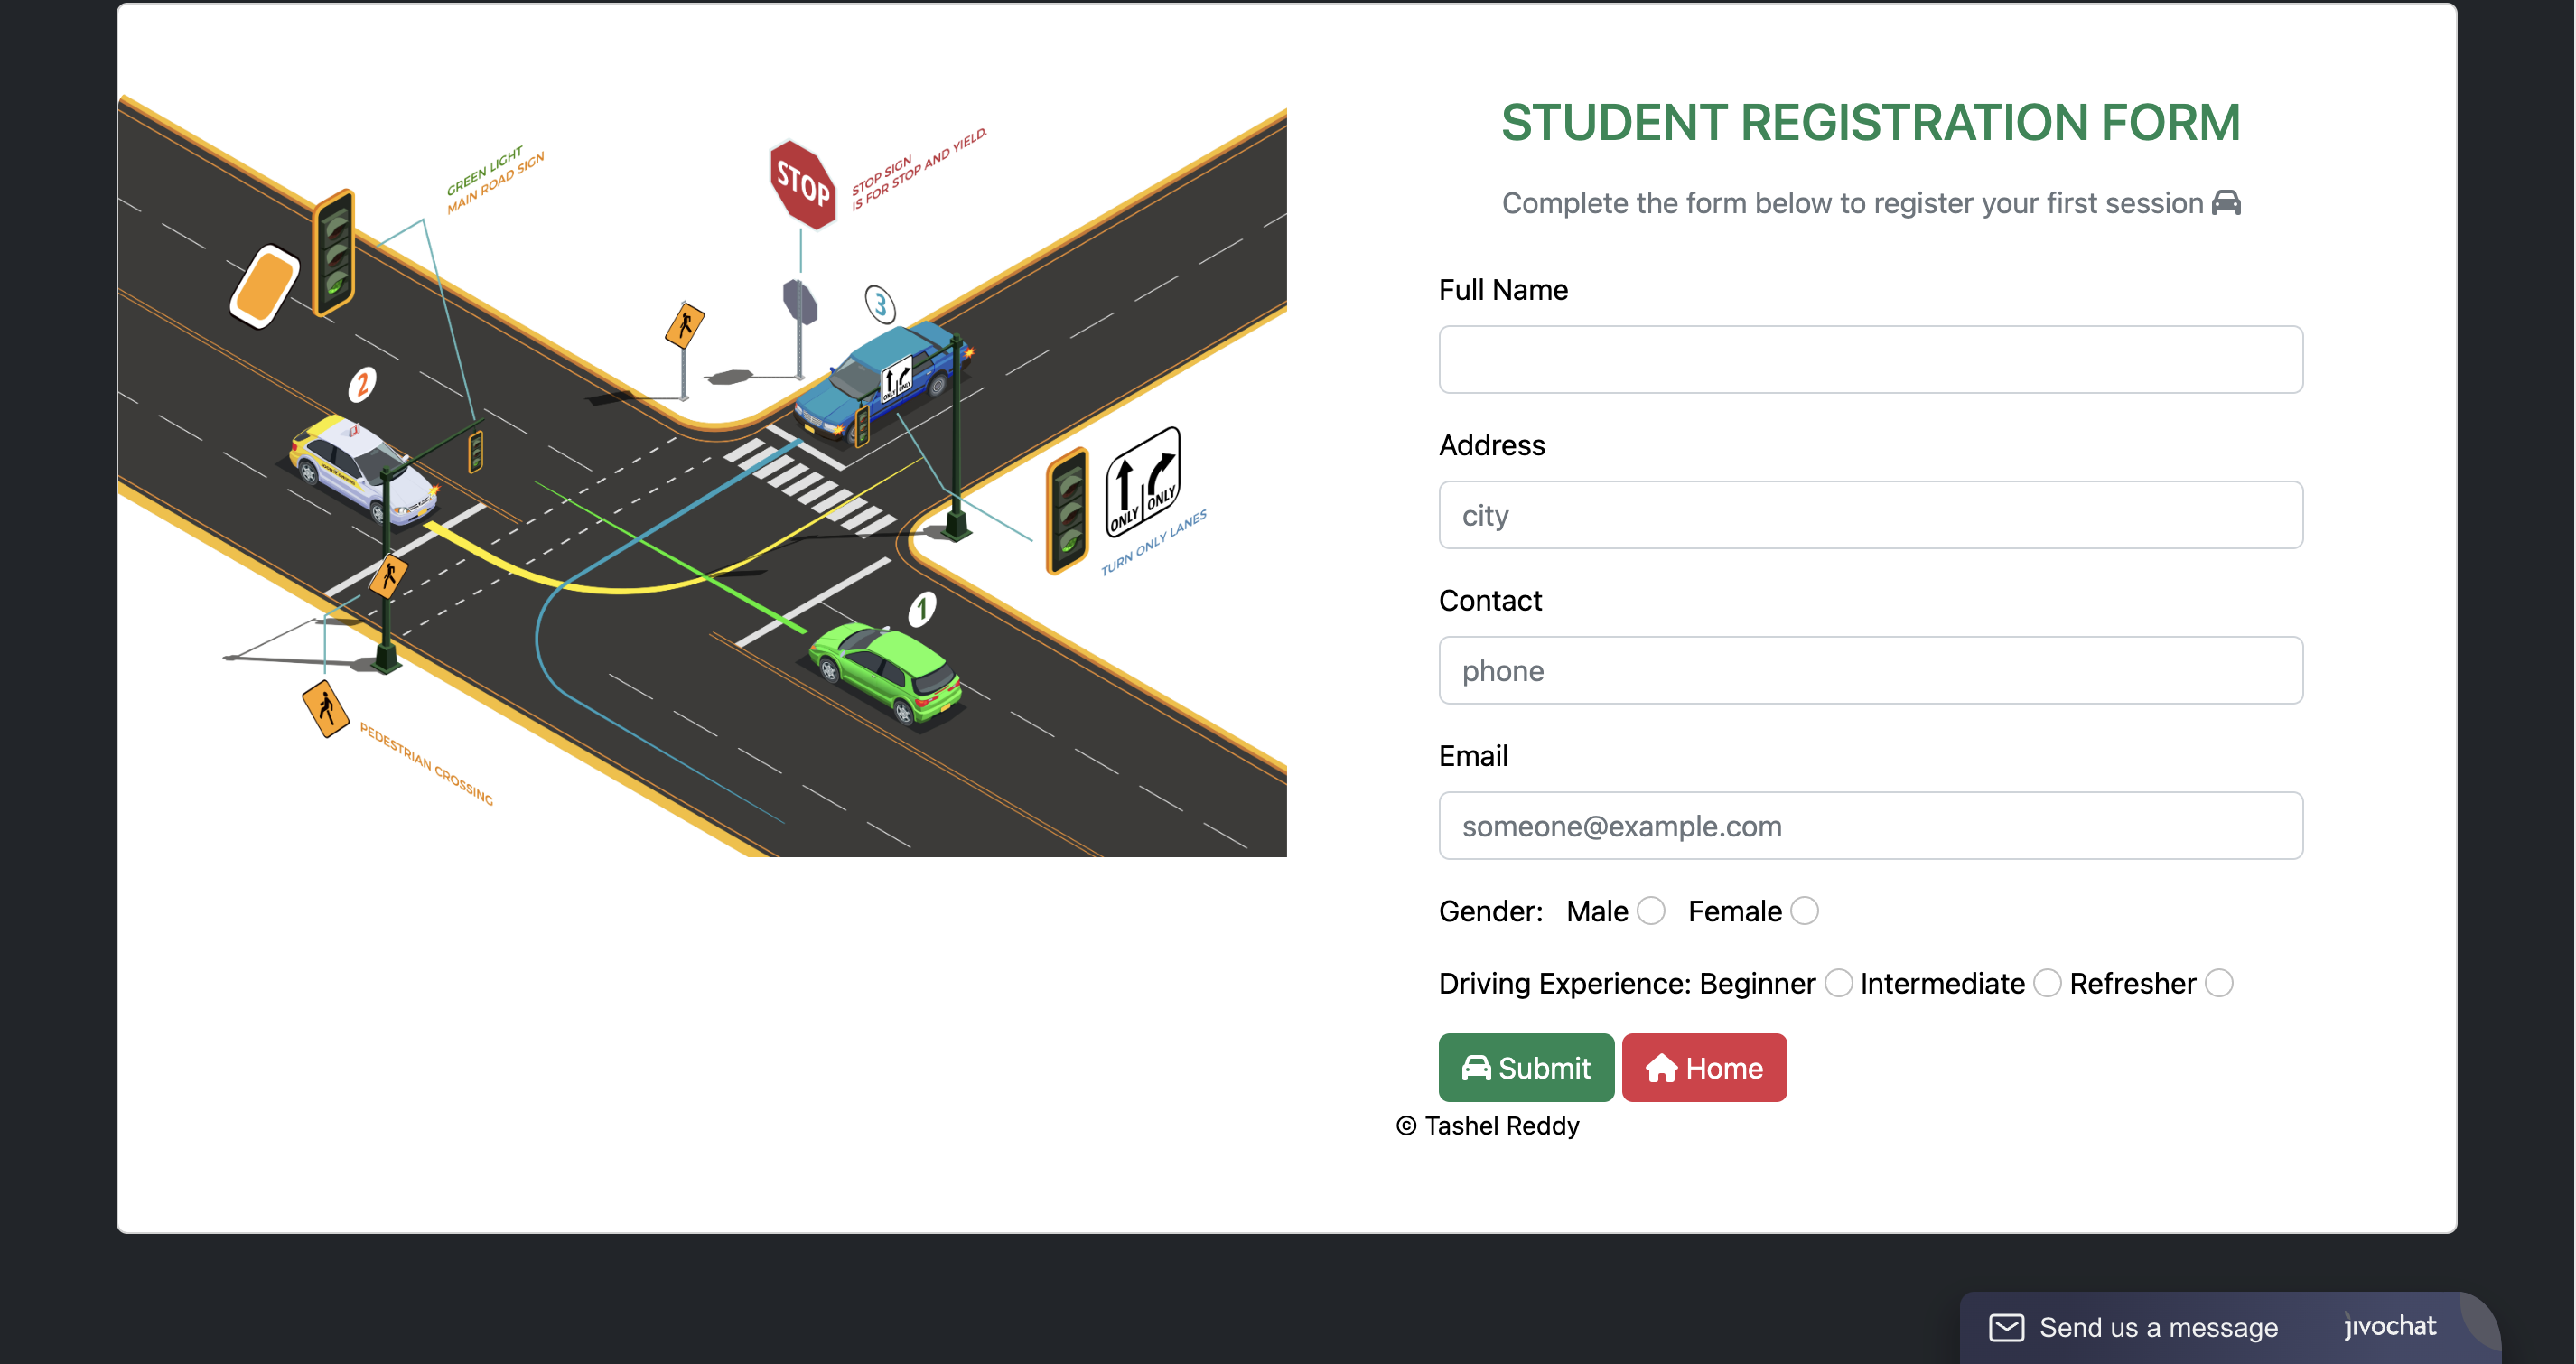 GREEN LIGHT
MAIN ROAD SIGN
STOP
STOP SIGN
IS FOR STOP AND YIELD.
3
2
ONLY ONLY
ONLY ONLY
TURN ONLY LANES
1
PEDESTRIAN CROSSING
STUDENT REGISTRATION FORM
Complete the form below to register your first session
Full Name
Address
city
Contact
phone
Email
someone@example.com
Gender: Male Female
Driving Experience: Beginner Intermediate Refresher
Submit Home
© Tashel Reddy
Send us a message jivochat